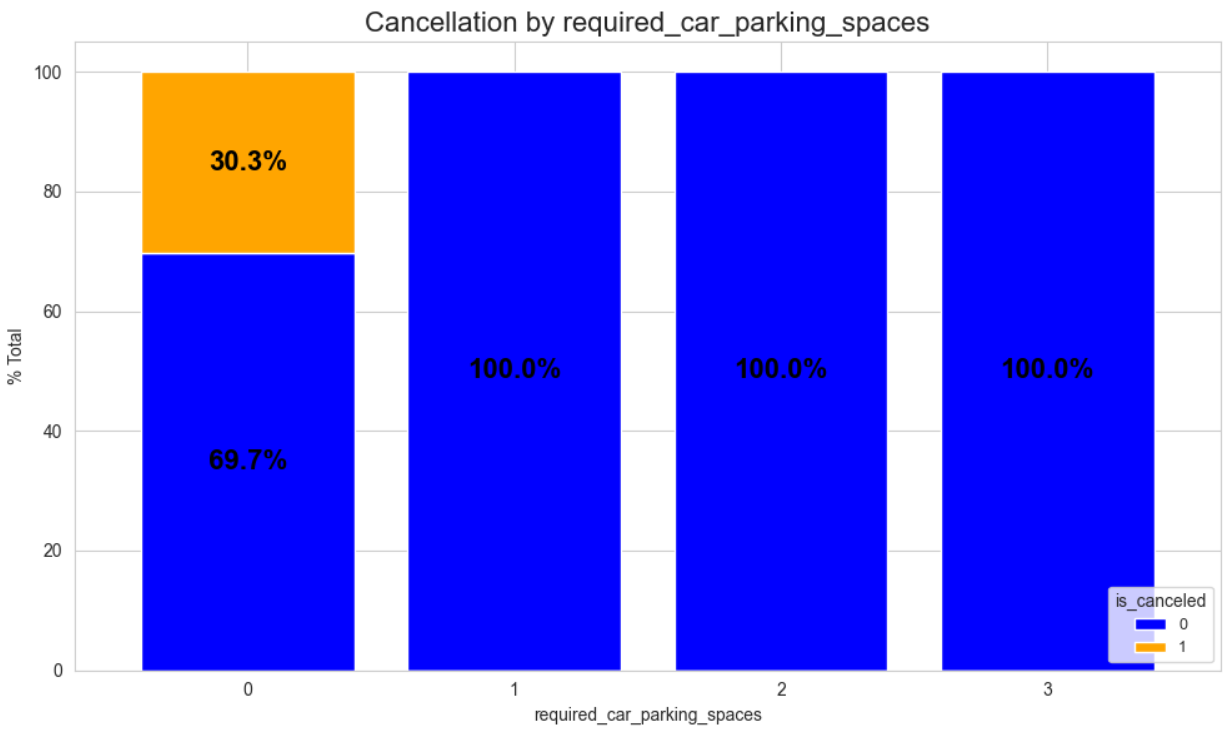 Cancellation by required_car_parking_spaces
% Total
100
80
60
40
20
0
30.3%
69.7%
100.0%
100.0%
100.0%
is_canceled
0
1
0 1 2 3
required_car_parking_spaces